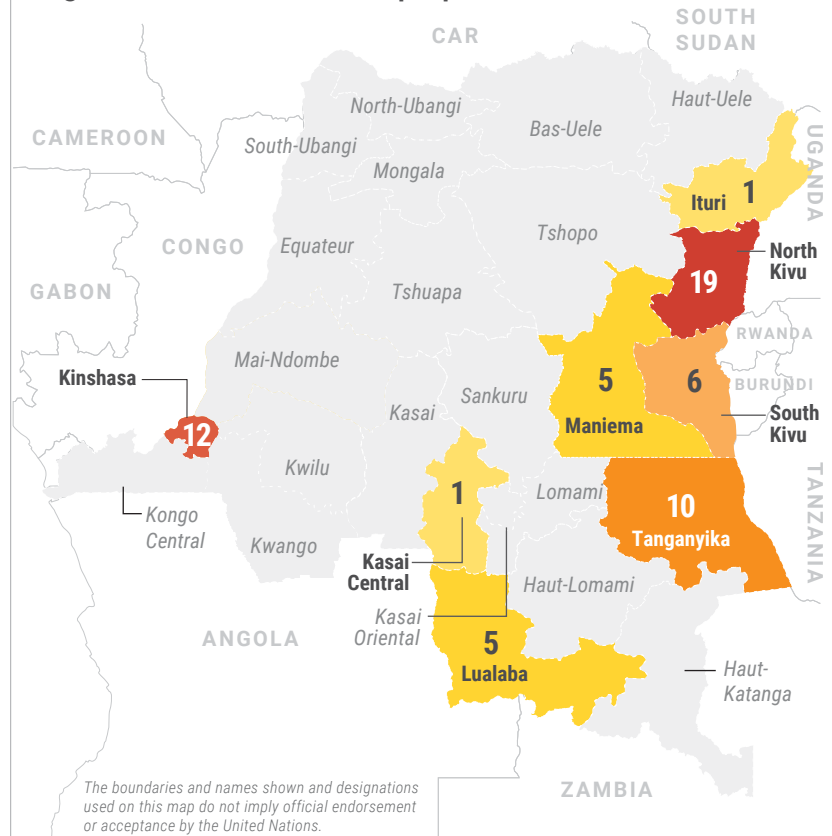 SOUTH
SUDAN
CAR
Haut-Uele
North-Ubangi
Bas-Uele
UGANDA
CAMEROON
South-Ubangi
Mongala
Ituri 1
Tshopo
CONGO
Equateur
North
Kivu
19
GABON
Tshuapa
RWANDA
Mai-Ndombe
Kinshasa
5
6
BURUNDI
Sankuru
Kasai
South
Kivu
Maniema
12
Kwilu
TANZANIA
1
Lomami
10
Kongo
Central
Tanganyika
Kwango
Kasai
Central
Haut-Lomami
Kasai
Oriental
ANGOLA
5
Lualaba
Haut-
Katanga
The boundaries and names shown and designations
used on this map do not imply official endorsement
or acceptance by the United Nations.
ZAMBIA